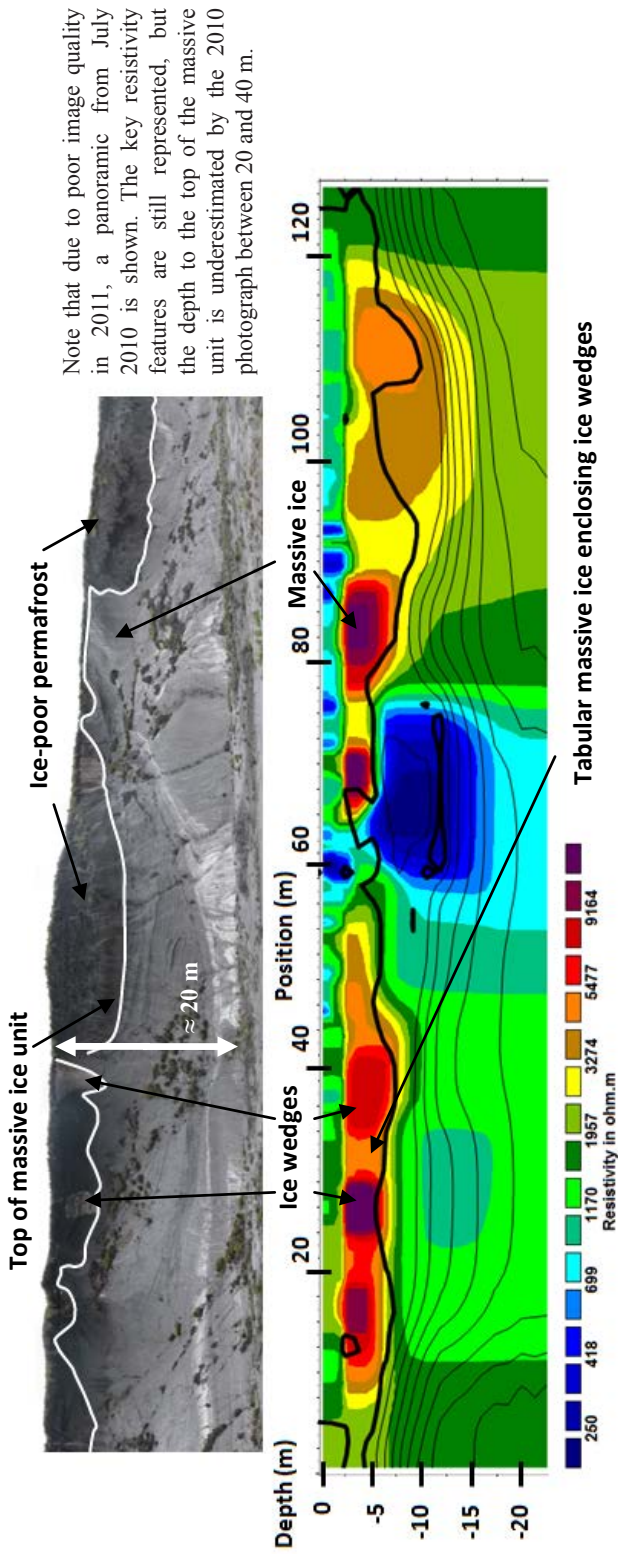 Note that due to poor image quality
in 2011, a panoramic from July
2010 is shown. The key resistivity
features are still represented, but
the depth to the top of the massive
unit is underestimated by the 2010
photograph between 20 and 40 m.
Top of massive ice unit
Ice-poor permafrost
≈ 20 m
Ice wedges
Massive ice
Depth (m)
Position (m)
20
40
60
80
100
120
0
-5
-10
-15
-20
Tabular massive ice enclosing ice wedges
250
418
699
1170
1957
3274
5477
9164
Resistivity in ohm.m